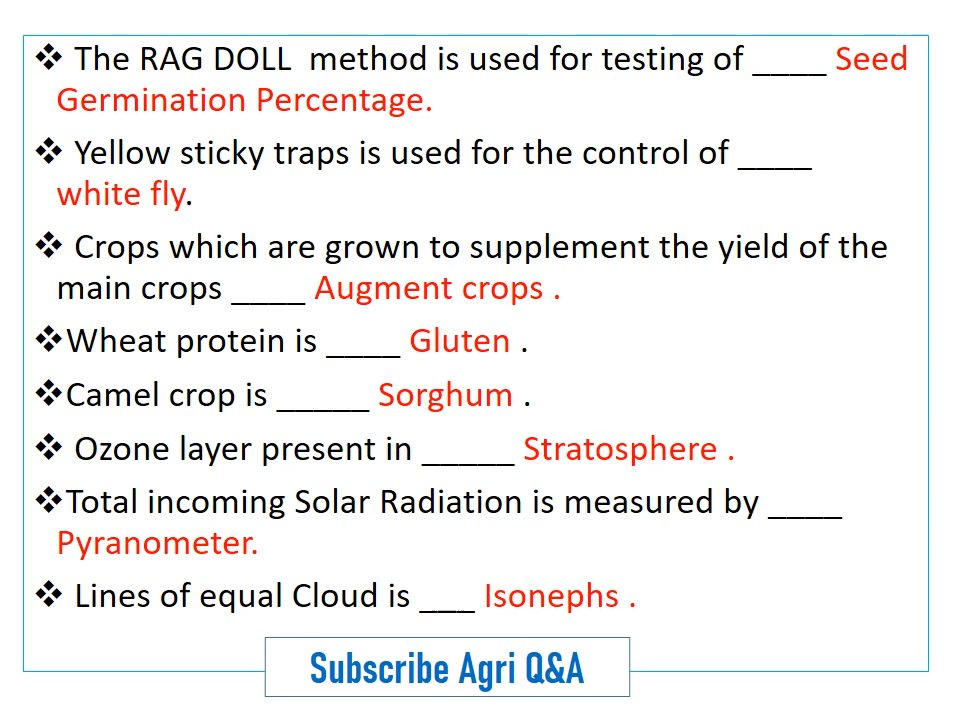 ❖ The RAG DOLL  method is used for testing of ____ Seed
Germination Percentage.
❖ Yellow sticky traps is used for the control of ____
white fly.
❖ Crops which are grown to supplement the yield of the
main crops ____ Augment crops .
❖Wheat protein is ____ Gluten .
❖Camel crop is _____ Sorghum .
❖ Ozone layer present in _____ Stratosphere .
❖Total incoming Solar Radiation is measured by ____
Pyranometer.
❖ Lines of equal Cloud is ___ Isonephs .
Subscribe Agri Q&A